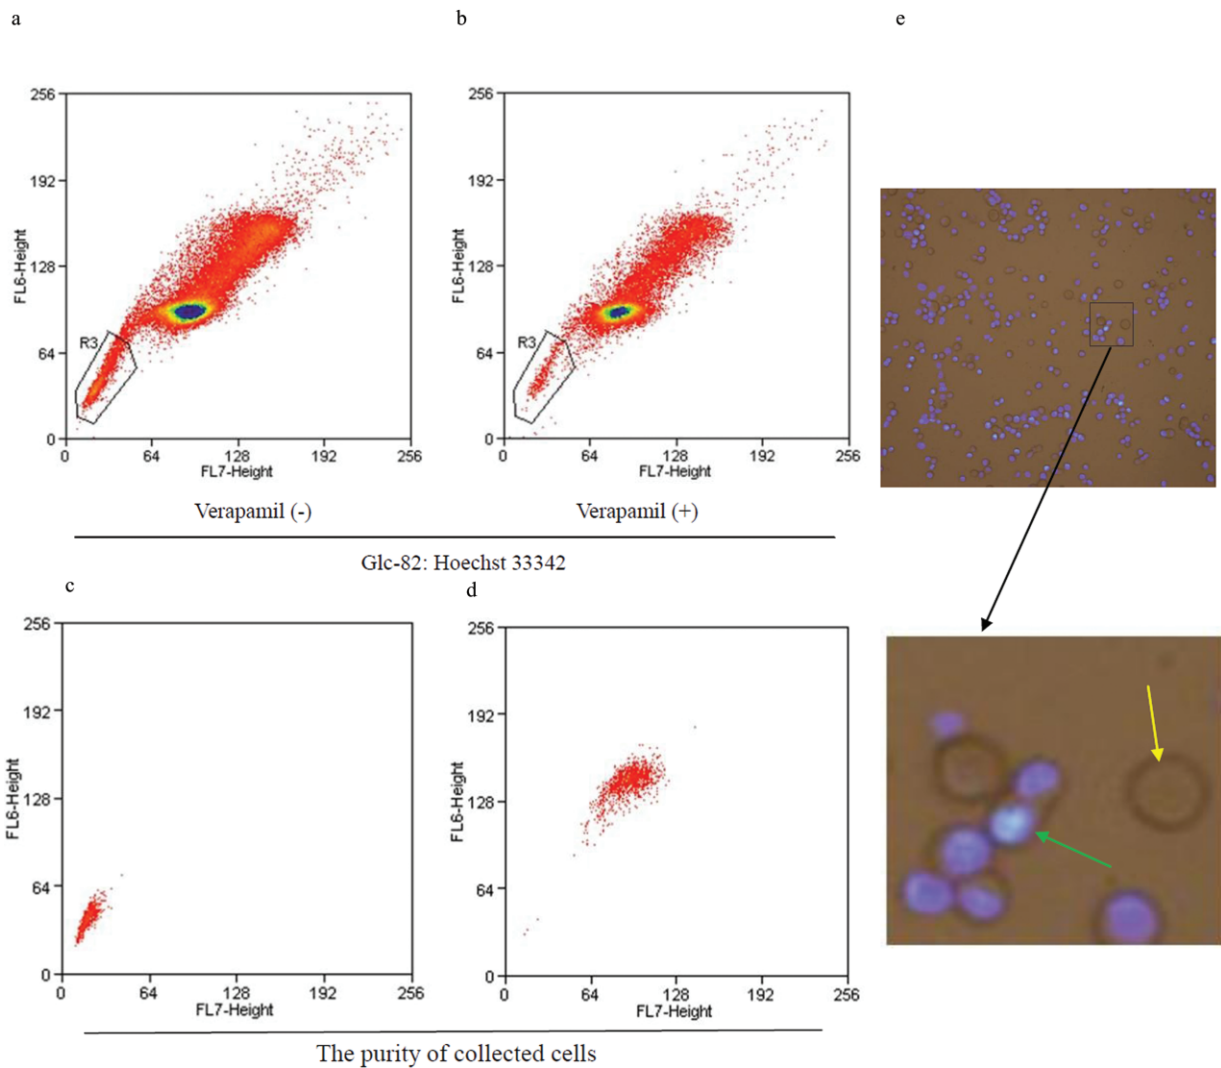 a
b
e
256
192
128
64
0
FL6-Height
R3
0 64 128 192 256
FL7-Height
Verapamil (-)
256
192
128
64
0
FL6-Height
R3
0 64 128 192 256
FL7-Height
Verapamil (+)
Glc-82: Hoechst 33342
c
d
256
192
128
64
0
FL6-Height
0 64 128 192 256
FL7-Height
256
192
128
64
0
FL6-Height
0 64 128 192 256
FL7-Height
The purity of collected cells